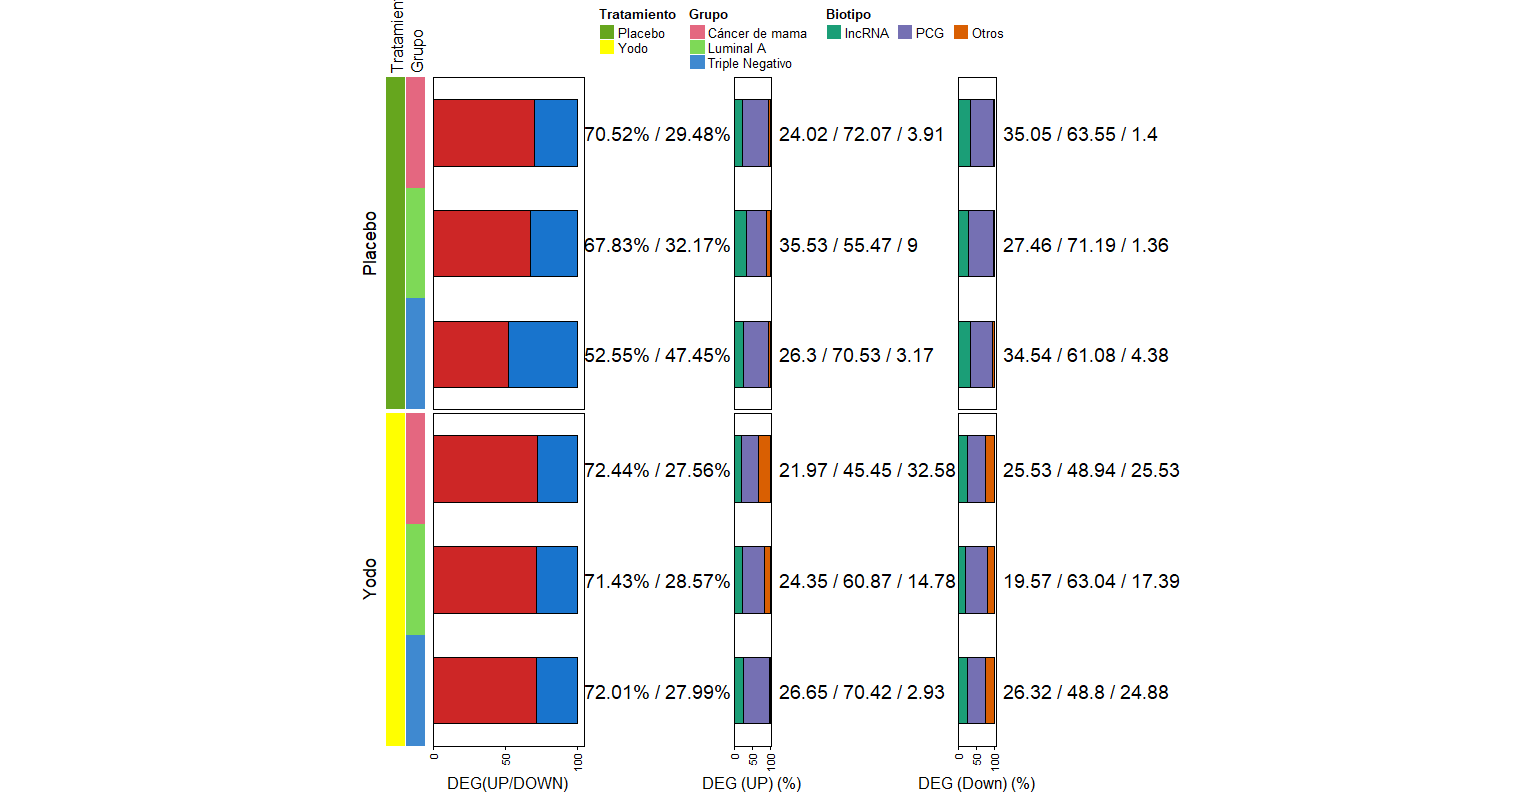 Tratamiento Grupo Biotipo
Placebo Cáncer de mama lncRNA PCG Otros
Yodo Luminal A
Triple Negativo
Tratamien
Grupo
Placebo
70.52% / 29.48% 24.02 / 72.07 / 3.91 35.05 / 63.55 / 1.4
67.83% / 32.17% 35.53 / 55.47 / 9 27.46 / 71.19 / 1.36
52.55% / 47.45% 26.3 / 70.53 / 3.17 34.54 / 61.08 / 4.38
Yodo
72.44% / 27.56% 21.97 / 45.45 / 32.58 25.53 / 48.94 / 25.53
71.43% / 28.57% 24.35 / 60.87 / 14.78 19.57 / 63.04 / 17.39
72.01% / 27.99% 26.65 / 70.42 / 2.93 26.32 / 48.8 / 24.88
0 50 100 0 50 100 0 50 100
DEG(UP/DOWN) DEG (UP) (%) DEG (Down) (%)